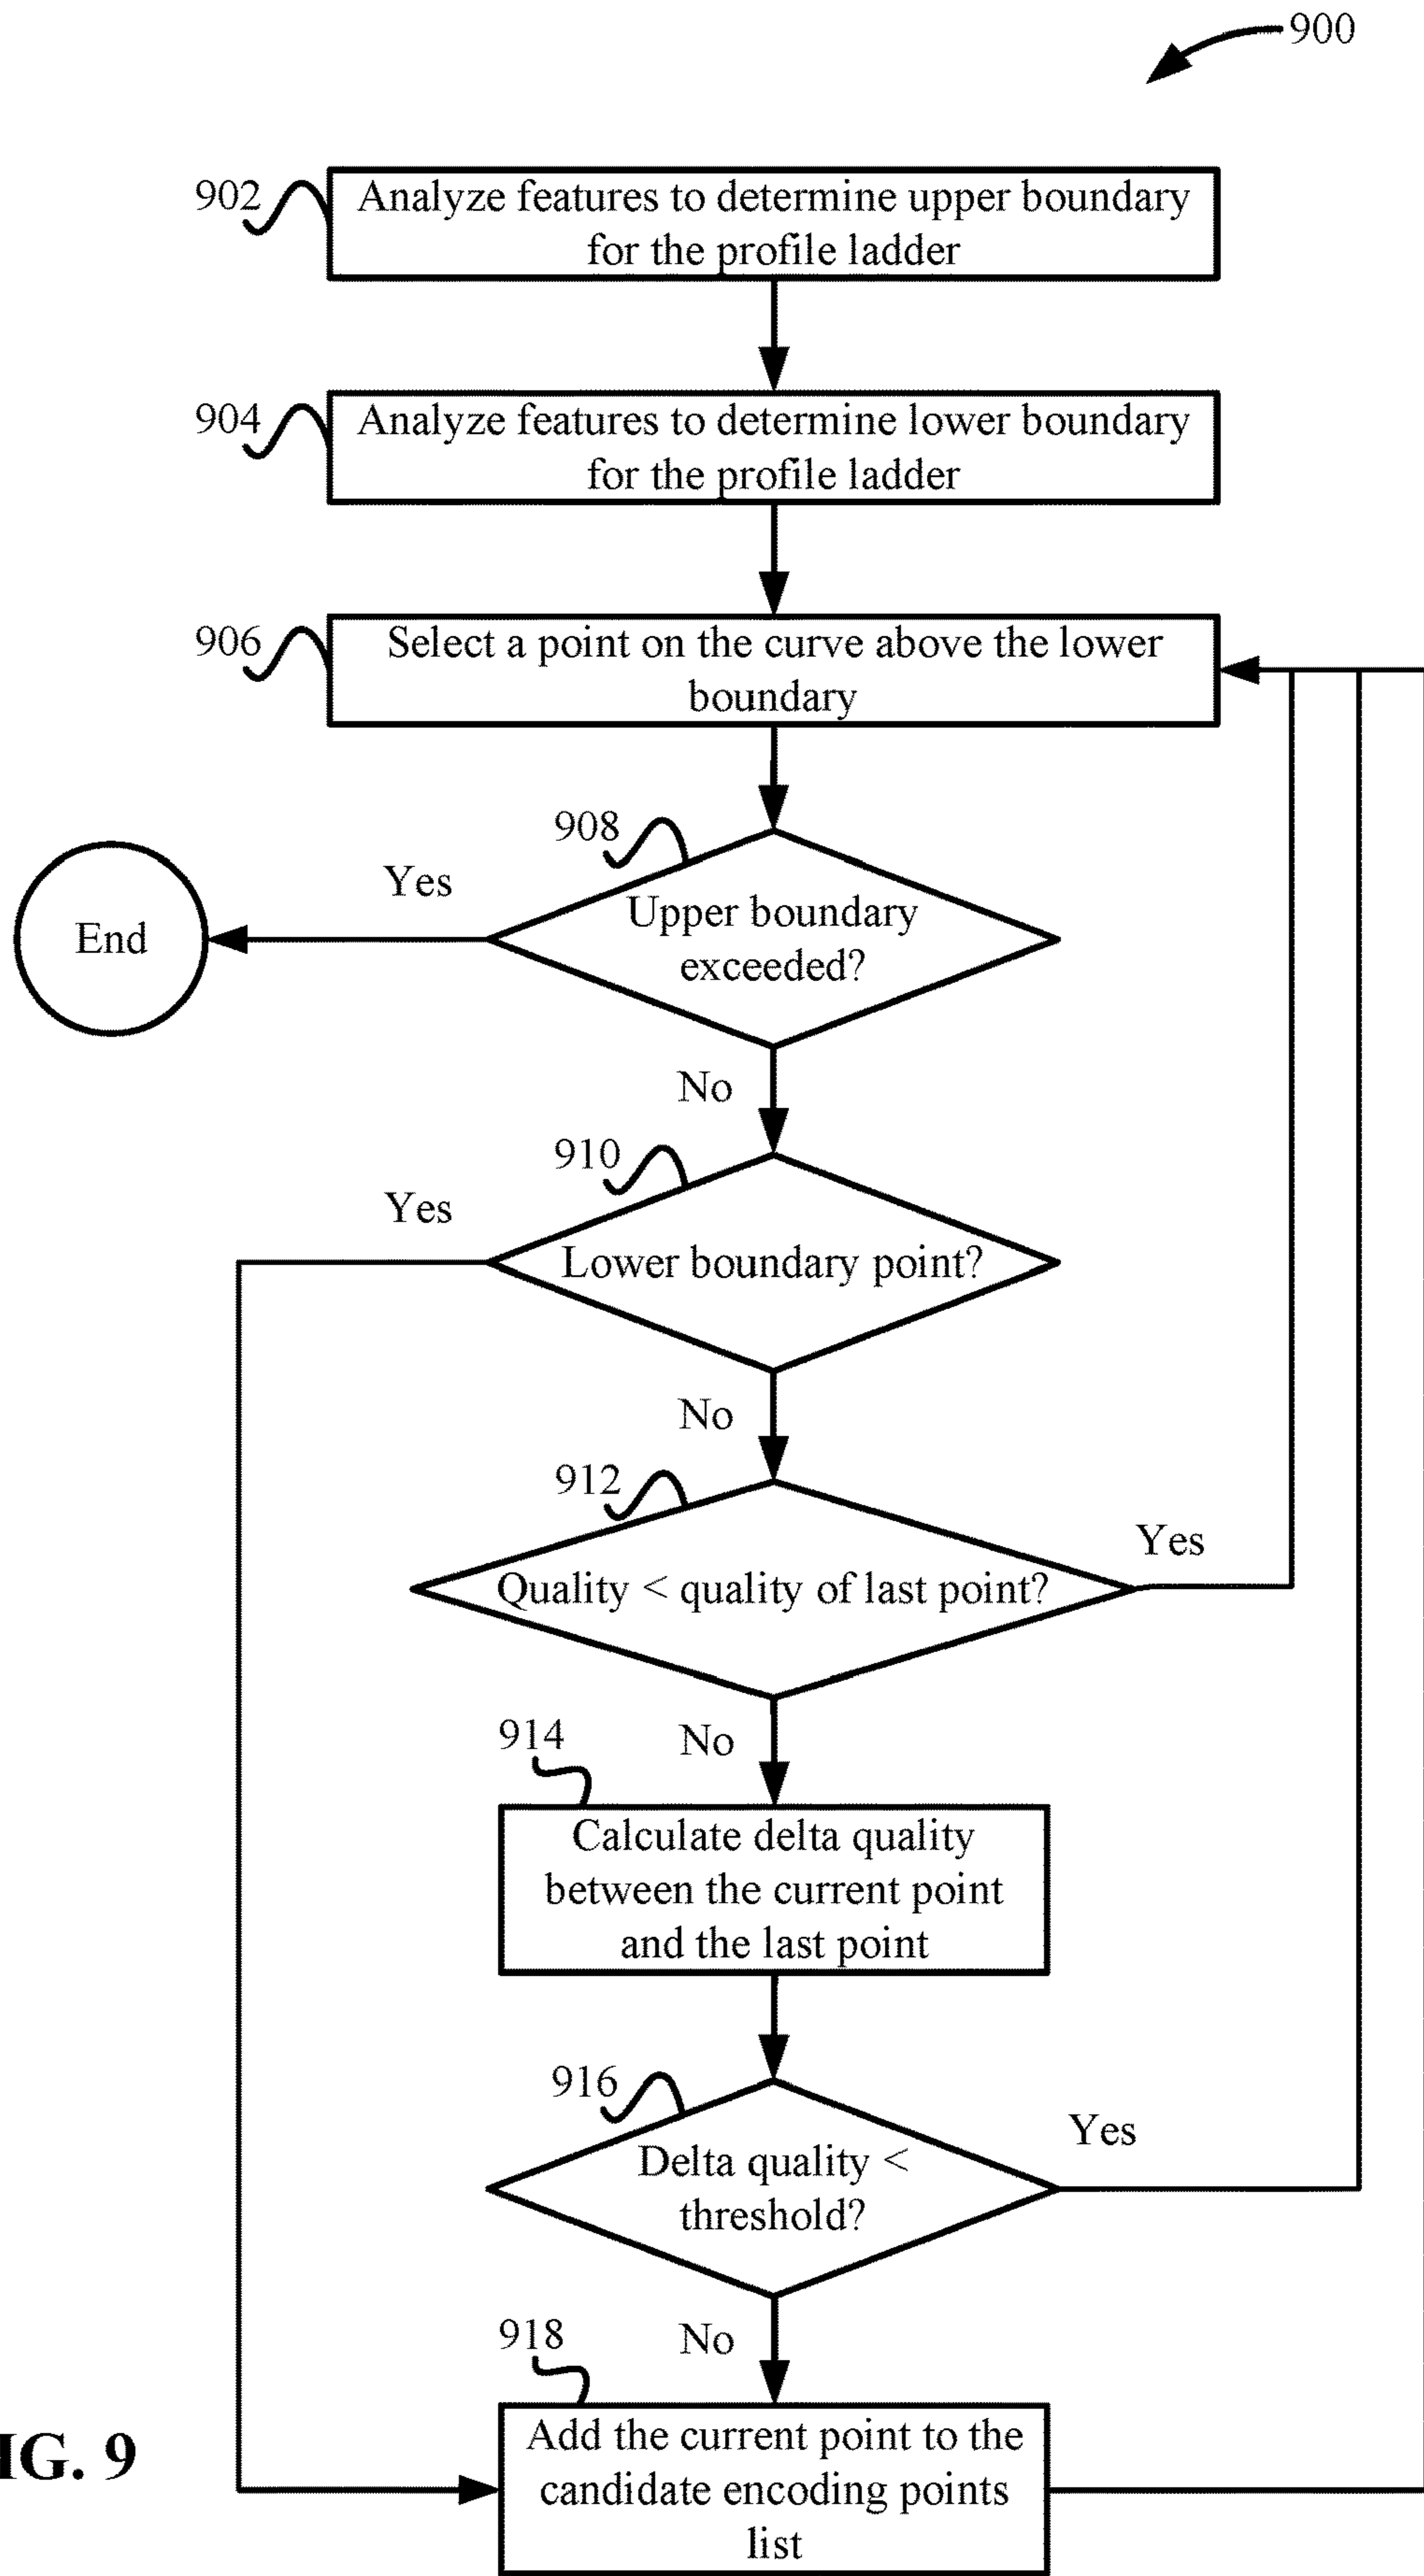 900
902
Analyze features to determine upper boundary
for the profile ladder
904
Analyze features to determine lower boundary
for the profile ladder
906
Select a point on the curve above the lower
boundary
908
Yes
Upper boundary
exceeded?
End
No
910
Yes
Lower boundary point?
No
912
Yes
Quality < quality of last point?
No
914
Calculate delta quality
between the current point
and the last point
916
Yes
Delta quality <
threshold?
No
918
Add the current point to the
candidate encoding points
list
IG. 9